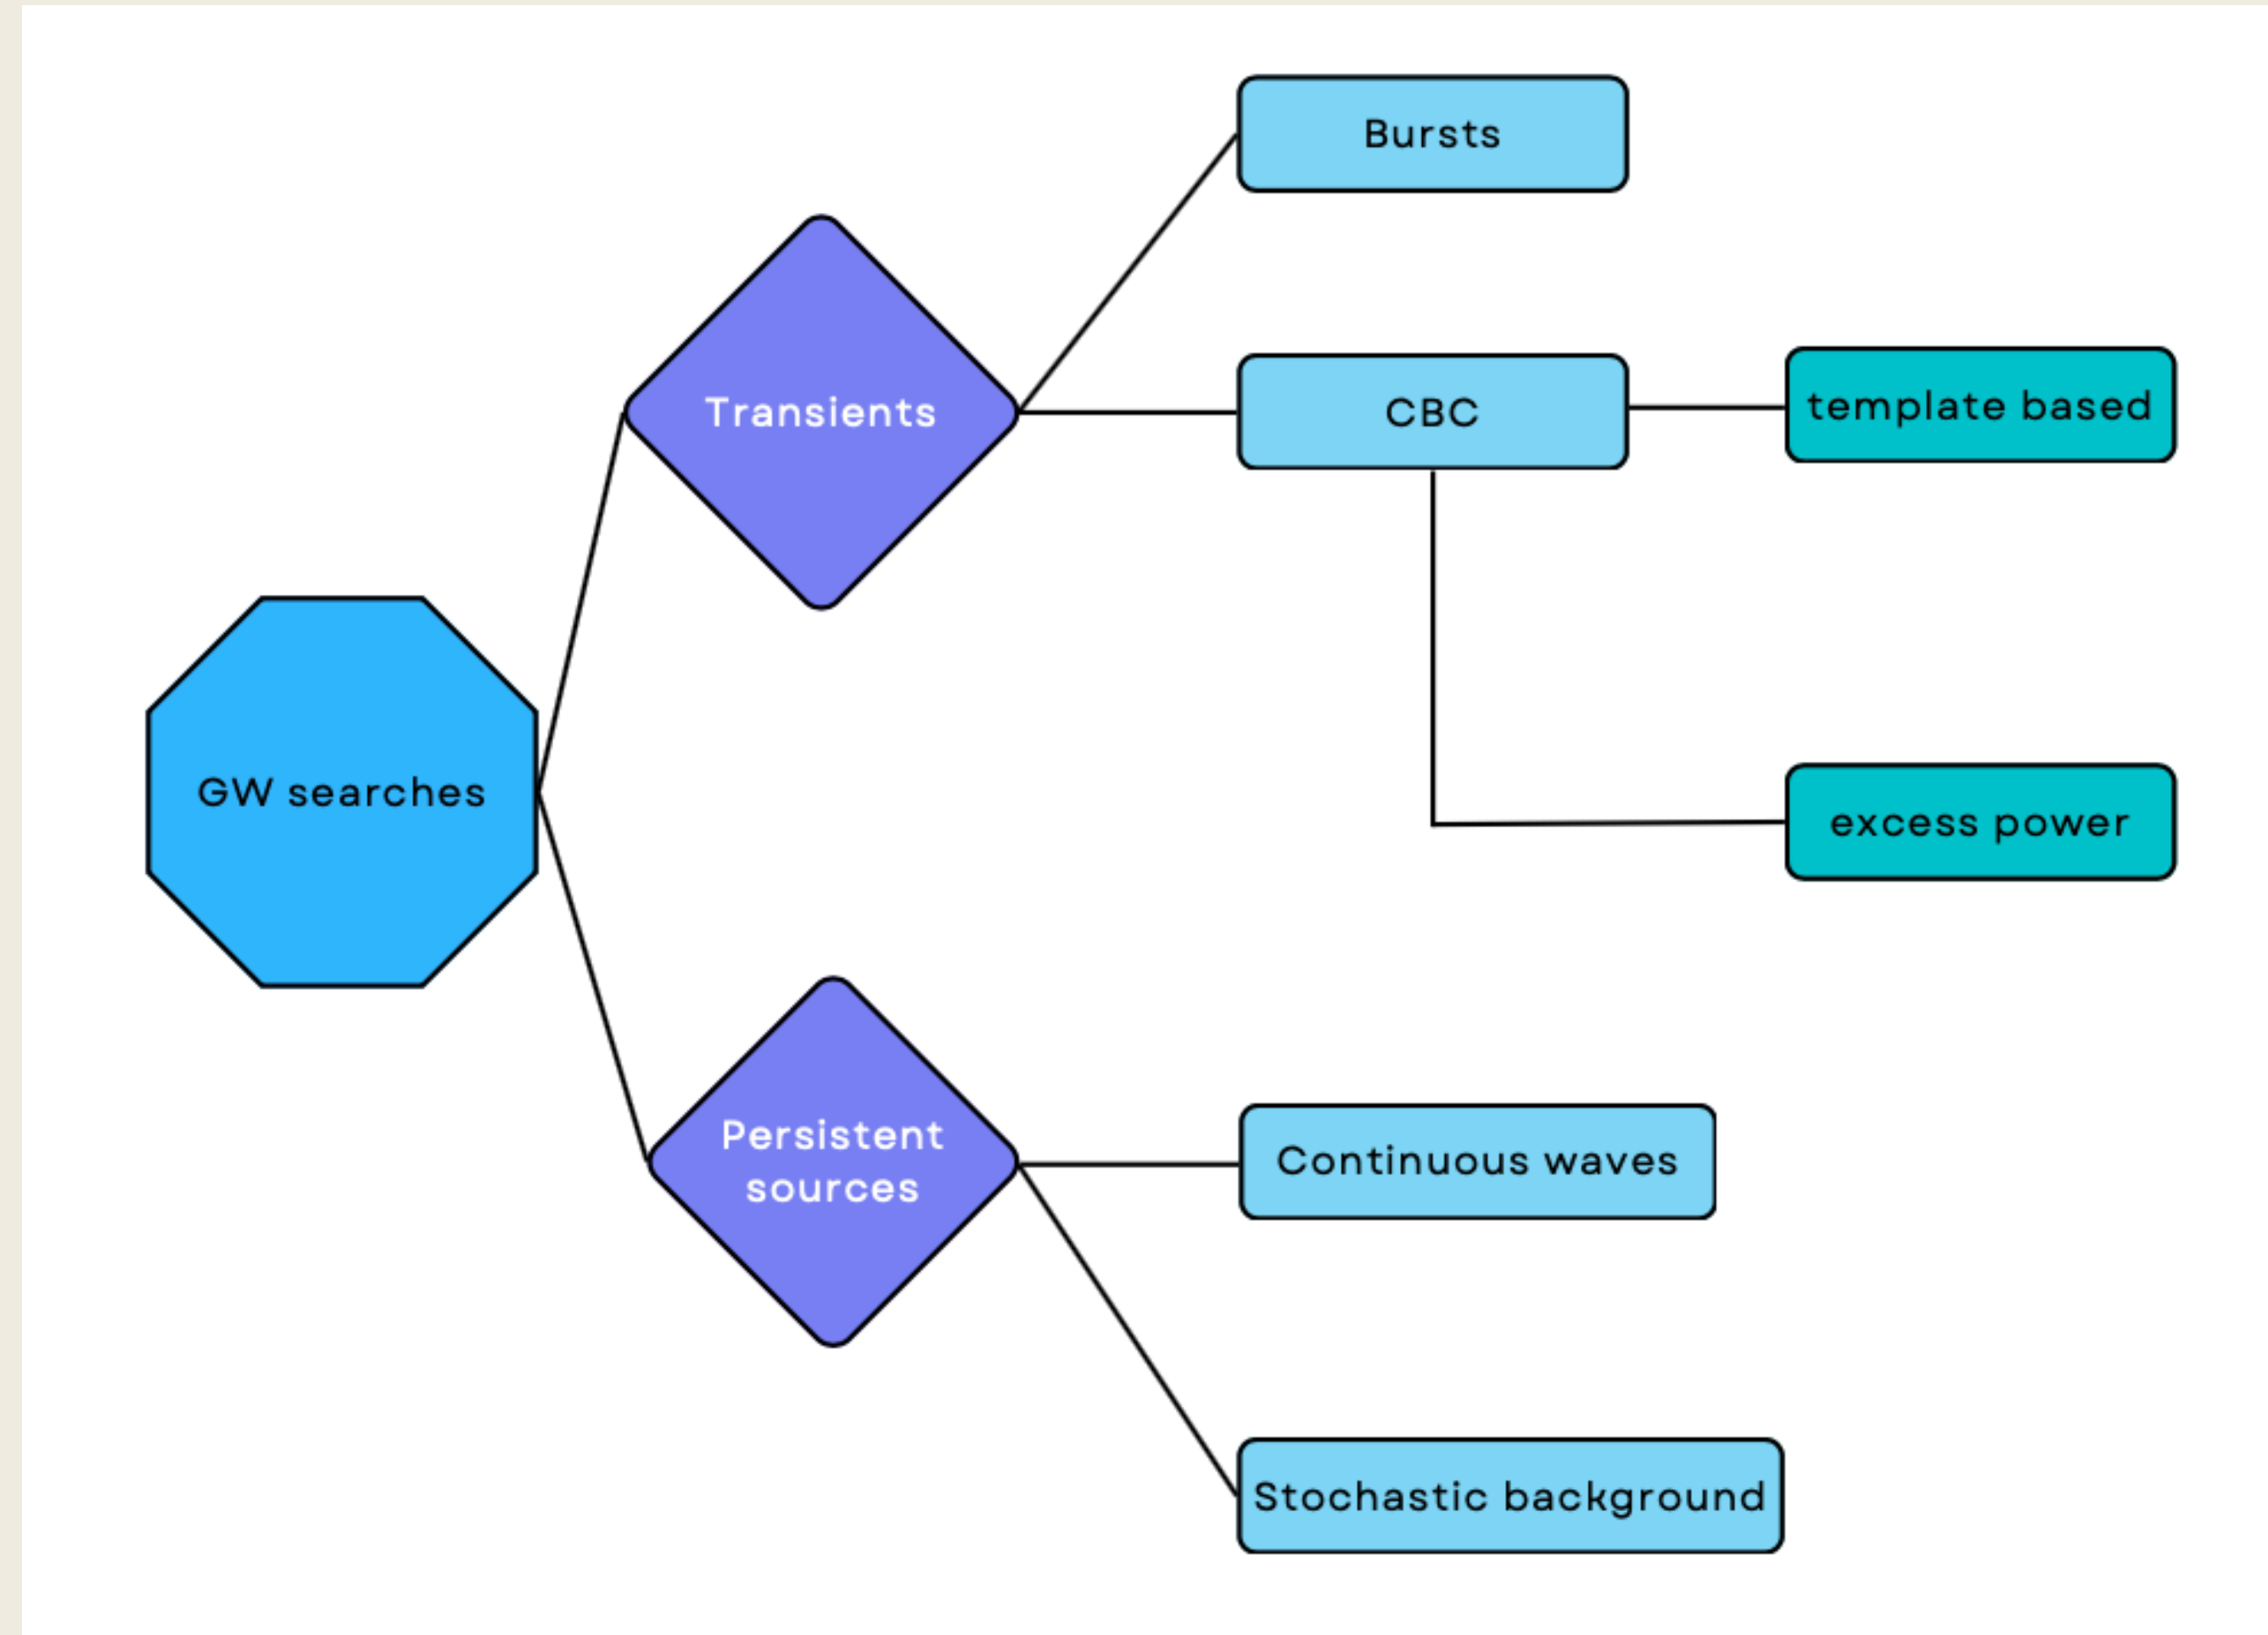 Bursts
Transients
CBC
template based
GW searches
excess power
Persistent
sources
Continuous waves
Stochastic background